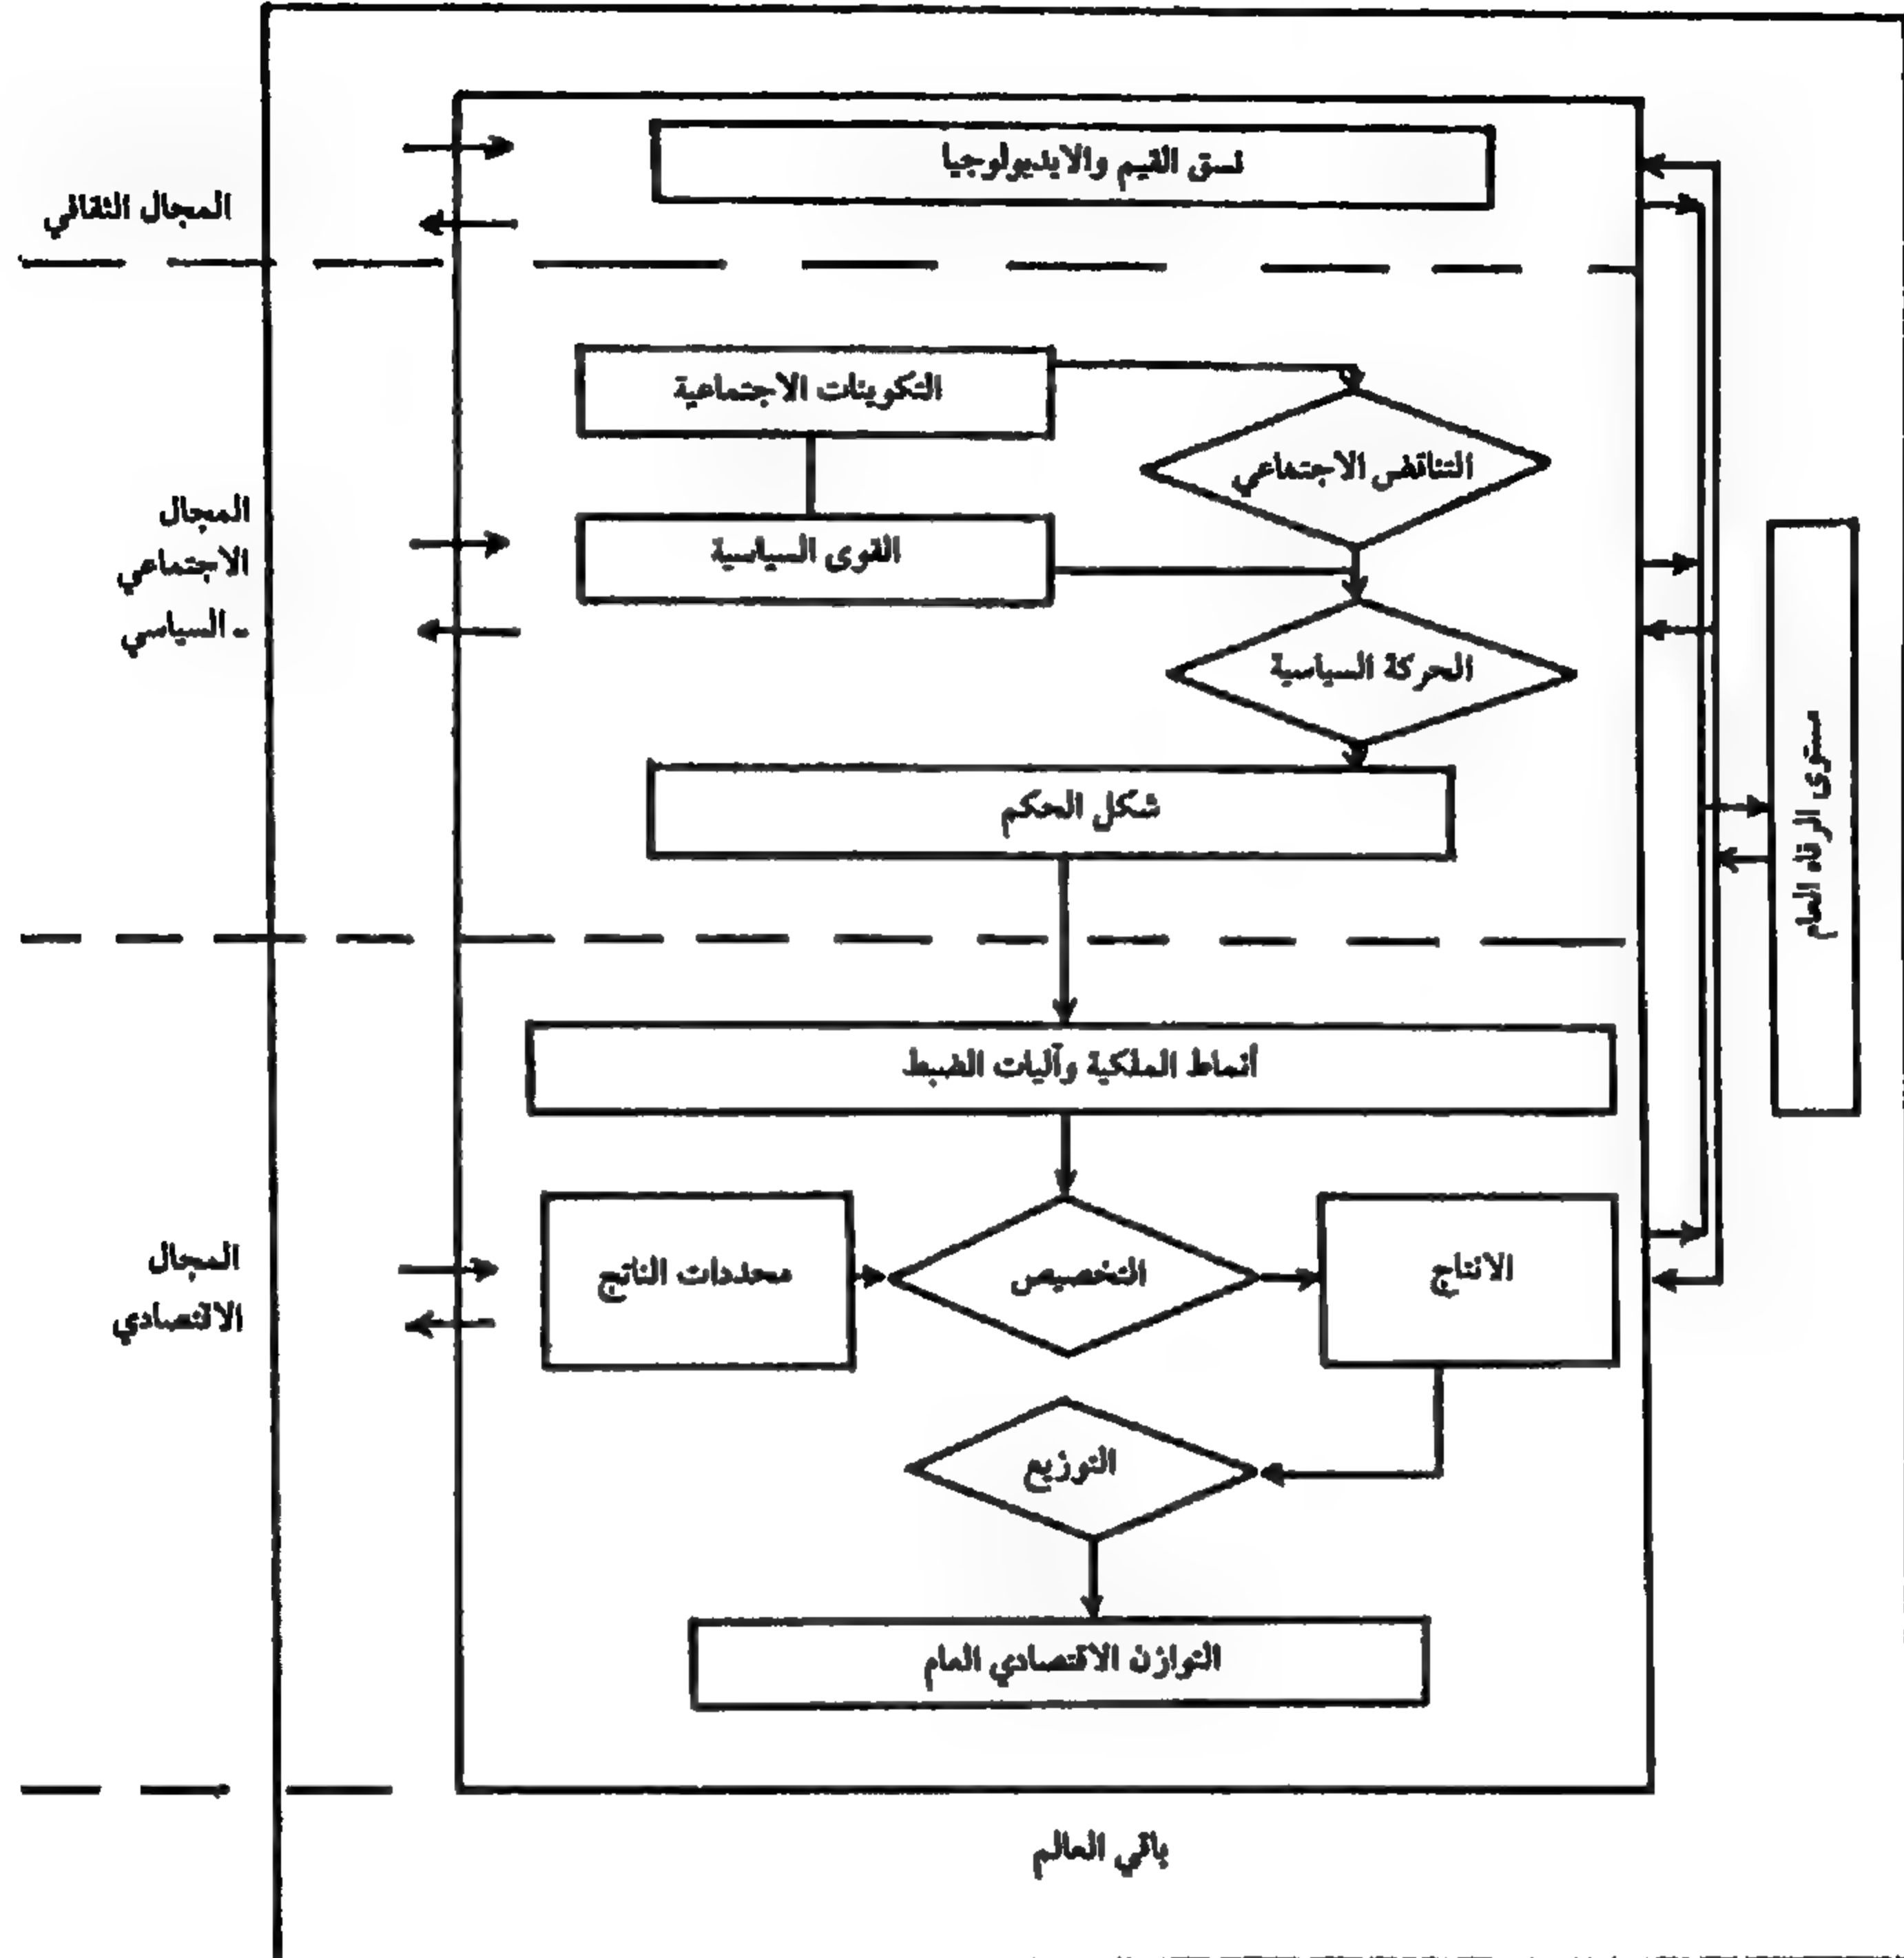 نسق القيم والايديولوجيا
المجال الثقافي
التكوينات الاجتماعية
التناقض الاجتماعي
المجال
الاجتماعي
- السياسي
القوى السياسية
الحركة السياسية
شكل الحكم
مستوى الرفاه العام
أنماط الملكية وآليات الضبط
المجال
الاقتصادي
الانتاج
التخصيص
محددات الناتج
التوزيع
التوازن الاقتصادي العام
باقي العالم